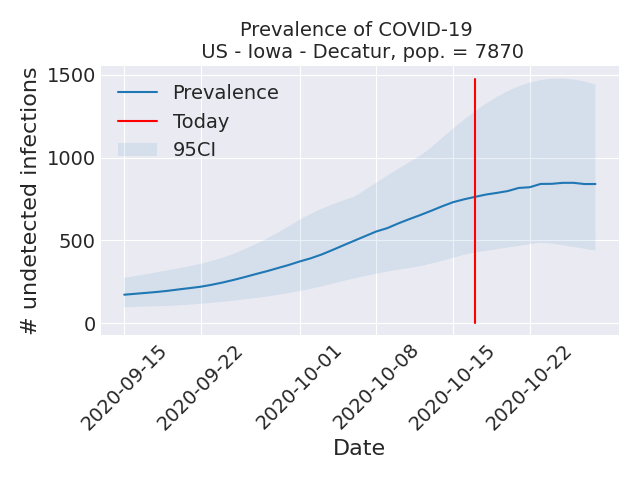 Prevalence of COVID-19
US - Iowa - Decatur, pop. = 7870
# undetected infections
1500
1000
500
0
Prevalence
Today
95CI
2020-09-15
2020-09-22
2020-10-01
2020-10-08
2020-10-15
2020-10-22
Date